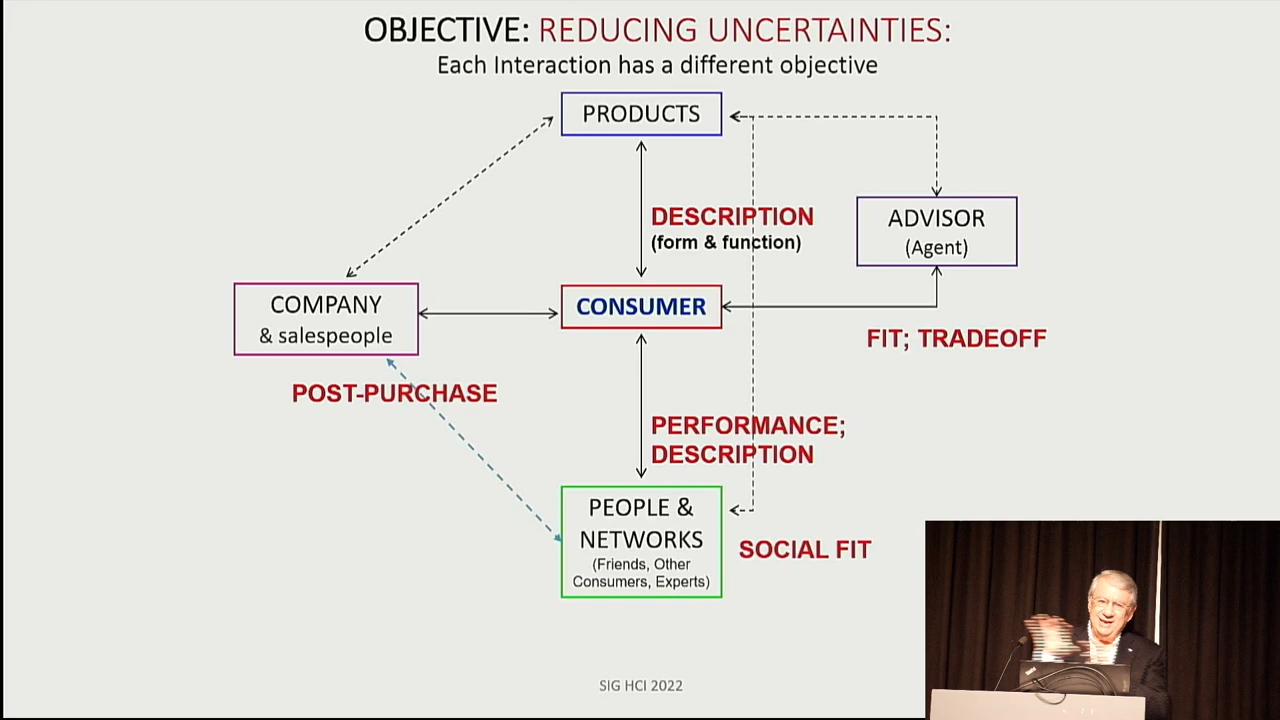 OBJECTIVE: REDUCING UNCERTAINTIES:
Each Interaction has a different objective
PRODUCTS
DESCRIPTION
(form & function)
ADVISOR
(Agent)
COMPANY
& salespeople
CONSUMER
FIT; TRADEOFF
POST-PURCHASE
PERFORMANCE;
DESCRIPTION
PEOPLE &
NETWORKS
(Friends, Other
Consumers, Experts)
SOCIAL FIT
SIG HCI 2022